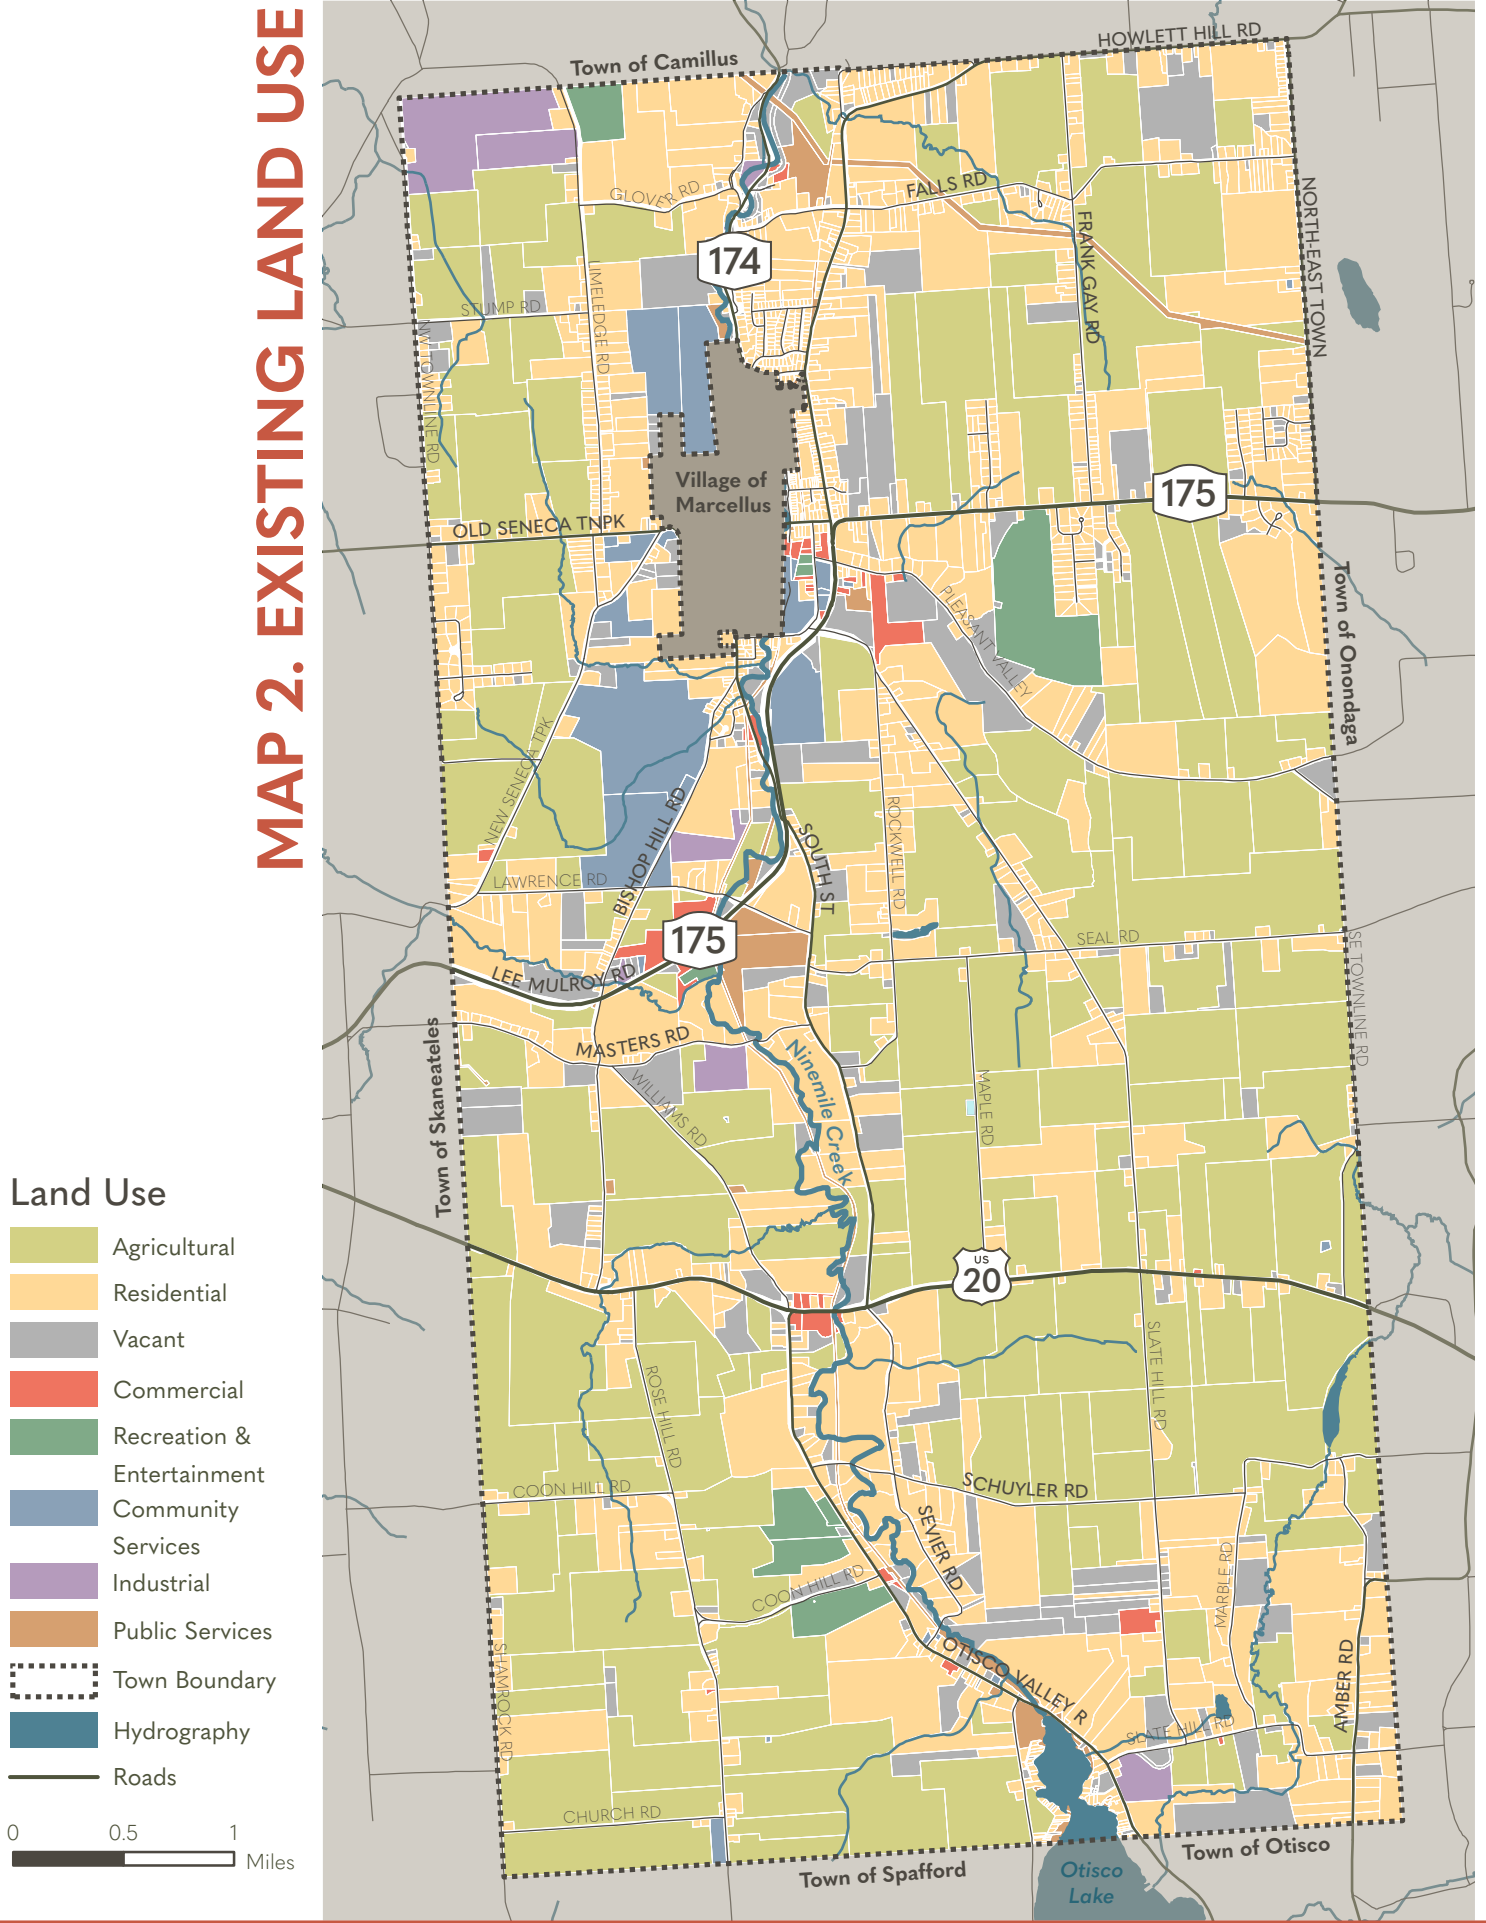 MAP 2. EXISTING LAND USE
Town of Camillus
HOWLETT HILL RD
GLOVER RD
FALLS RD
NORTH-EAST TOWN
FRANK GAY RD
174
LIMELEDGE RD
STUMP RD
NW TOWNLINE RD
Village of
Marcellus
175
OLD SENECA TNPK
PLEASANT VALLEY
Town of Onondaga
NEW SENECA TPK
BISHOP HILL RD
SOUTH ST
ROCKWELL RD
LAWRENCE RD
175
SEAL RD
SE TOWNLINE RD
LEE MULROY RD
MASTERS RD
Ninemile Creek
WILLIAMS RD
MAPLE RD
Town of Skaneateles
US
20
SLATE HILL RD
ROSE HILL RD
COON HILL RD
SCHUYLER RD
SEVIER RD
COON HILL RD
MARBLE RD
SHAMROCK RD
OTISCO VALLEY R
AMBER RD
SLATE HILL RD
CHURCH RD
Town of Spafford
Town of Otisco
Otisco
Lake
Land Use
Agricultural
Residential
Vacant
Commercial
Recreation &
Entertainment
Community
Services
Industrial
Public Services
Town Boundary
Hydrography
Roads
0 0.5 1
Miles